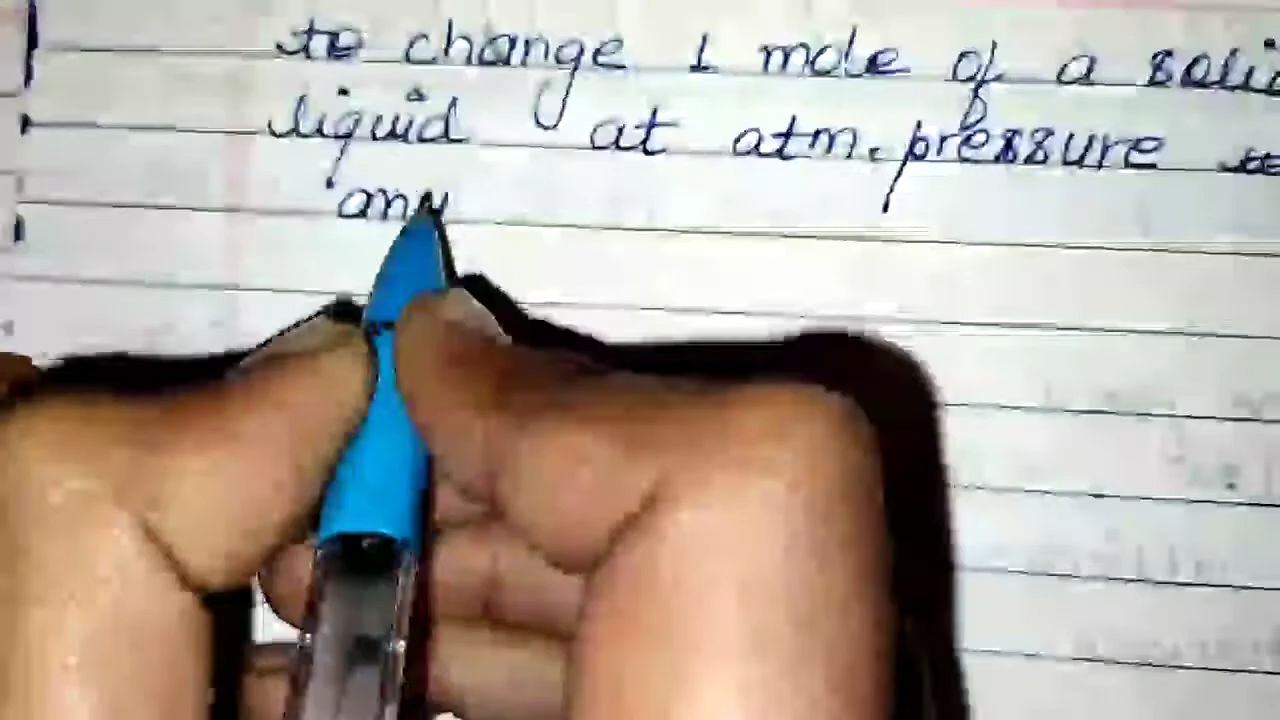 to change 1 mole of a soli
liquid at atm. pressure
any